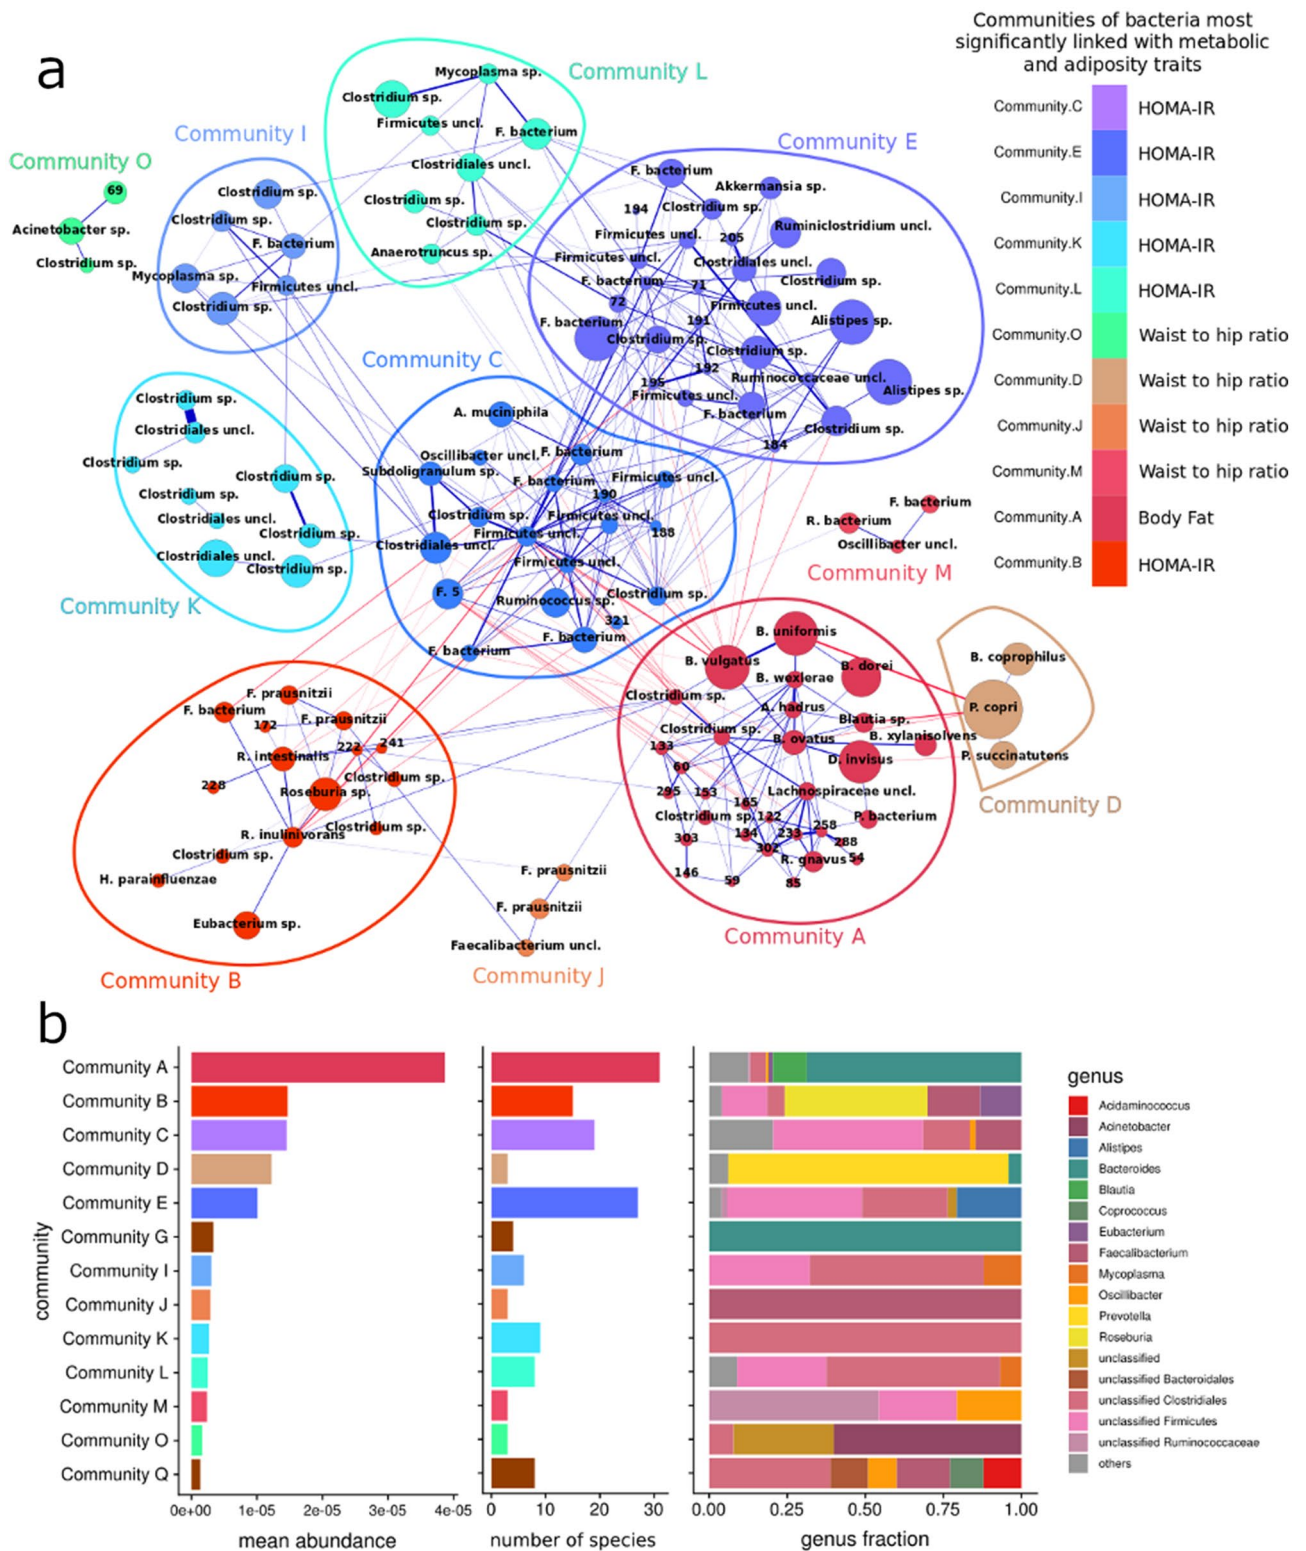 a
Communities of bacteria most
significantly linked with metabolic
and adiposity traits
Community.C HOMA-IR
Community.E HOMA-IR
Community.I HOMA-IR
Community.K HOMA-IR
Community.L HOMA-IR
Community.O Waist to hip ratio
Community.D Waist to hip ratio
Community.J Waist to hip ratio
Community.M Waist to hip ratio
Community.A Body Fat
Community.B HOMA-IR
Community L
Mycoplasma sp.
Clostridium sp.
Firmicutes uncl.
F. bacterium
Clostridiales uncl.
Clostridium sp.
Clostridium sp.
Anaerotruncus sp.
Community I
Clostridium sp.
Clostridium sp.
F. bacterium
Mycoplasma sp.
Firmicutes uncl.
Clostridium sp.
Community O
69
Acinetobacter sp.
Clostridium sp.
Community E
F. bacterium
Akkermansia sp.
194
Clostridium sp.
Ruminiclostridium uncl.
Firmicutes uncl.
205
Firmicutes uncl.
Clostridiales uncl.
F. bacterium
71
Clostridium sp.
72
Firmicutes uncl.
F. bacterium
191
Alistipes sp.
Clostridium sp.
Clostridium sp.
192
195
Ruminococcaceae uncl.
Alistipes sp.
Firmicutes uncl.
F. bacterium
Clostridium sp.
184
Community C
A. muciniphila
Oscillibacter uncl.
F. bacterium
Subdoligranulum sp.
F. bacterium
Firmicutes uncl.
190
Clostridium sp.
Firmicutes uncl.
Firmicutes uncl.
188
Clostridiales uncl.
Firmicutes uncl.
F. 5
Ruminococcus sp.
Clostridium sp.
321
F. bacterium
F. bacterium
Community K
Clostridium sp.
Clostridiales uncl.
Clostridium sp.
Clostridium sp.
Clostridium sp.
Clostridiales uncl.
Clostridium sp.
Clostridiales uncl.
Clostridium sp.
F. bacterium
R. bacterium
Oscillibacter uncl.
Community M
B. uniformis
B. vulgatus
B. dorei
B. wexlerae
Clostridium sp.
A. hadrus
Blautia sp.
Clostridium sp.
B. ovatus
B. xylanisolvens
133
60
D. invisus
295
153
Lachnospiraceae uncl.
165
Clostridium sp.
122
P. bacterium
303
134
233
258
288
302
R. gnavus
54
146
59
85
Community A
B. coprophilus
P. copri
P. succinatutens
Community D
F. prausnitzii
F. bacterium
172
F. prausnitzii
222
241
R. intestinalis
228
Clostridium sp.
Roseburia sp.
R. inulinivorans
Clostridium sp.
Clostridium sp.
H. parainfluenzae
Eubacterium sp.
Community B
F. prausnitzii
F. prausnitzii
Faecalibacterium uncl.
Community J
b
community
Community A
Community B
Community C
Community D
Community E
Community G
Community I
Community J
Community K
Community L
Community M
Community O
Community Q
0e+00 1e-05 2e-05 3e-05 4e-05
mean abundance
0 10 20 30
number of species
0.00 0.25 0.50 0.75 1.00
genus fraction
genus
Acidaminococcus
Acinetobacter
Alistipes
Bacteroides
Blautia
Coprococcus
Eubacterium
Faecalibacterium
Mycoplasma
Oscillibacter
Prevotella
Roseburia
unclassified
unclassified Bacteroidales
unclassified Clostridiales
unclassified Firmicutes
unclassified Ruminococcaceae
others